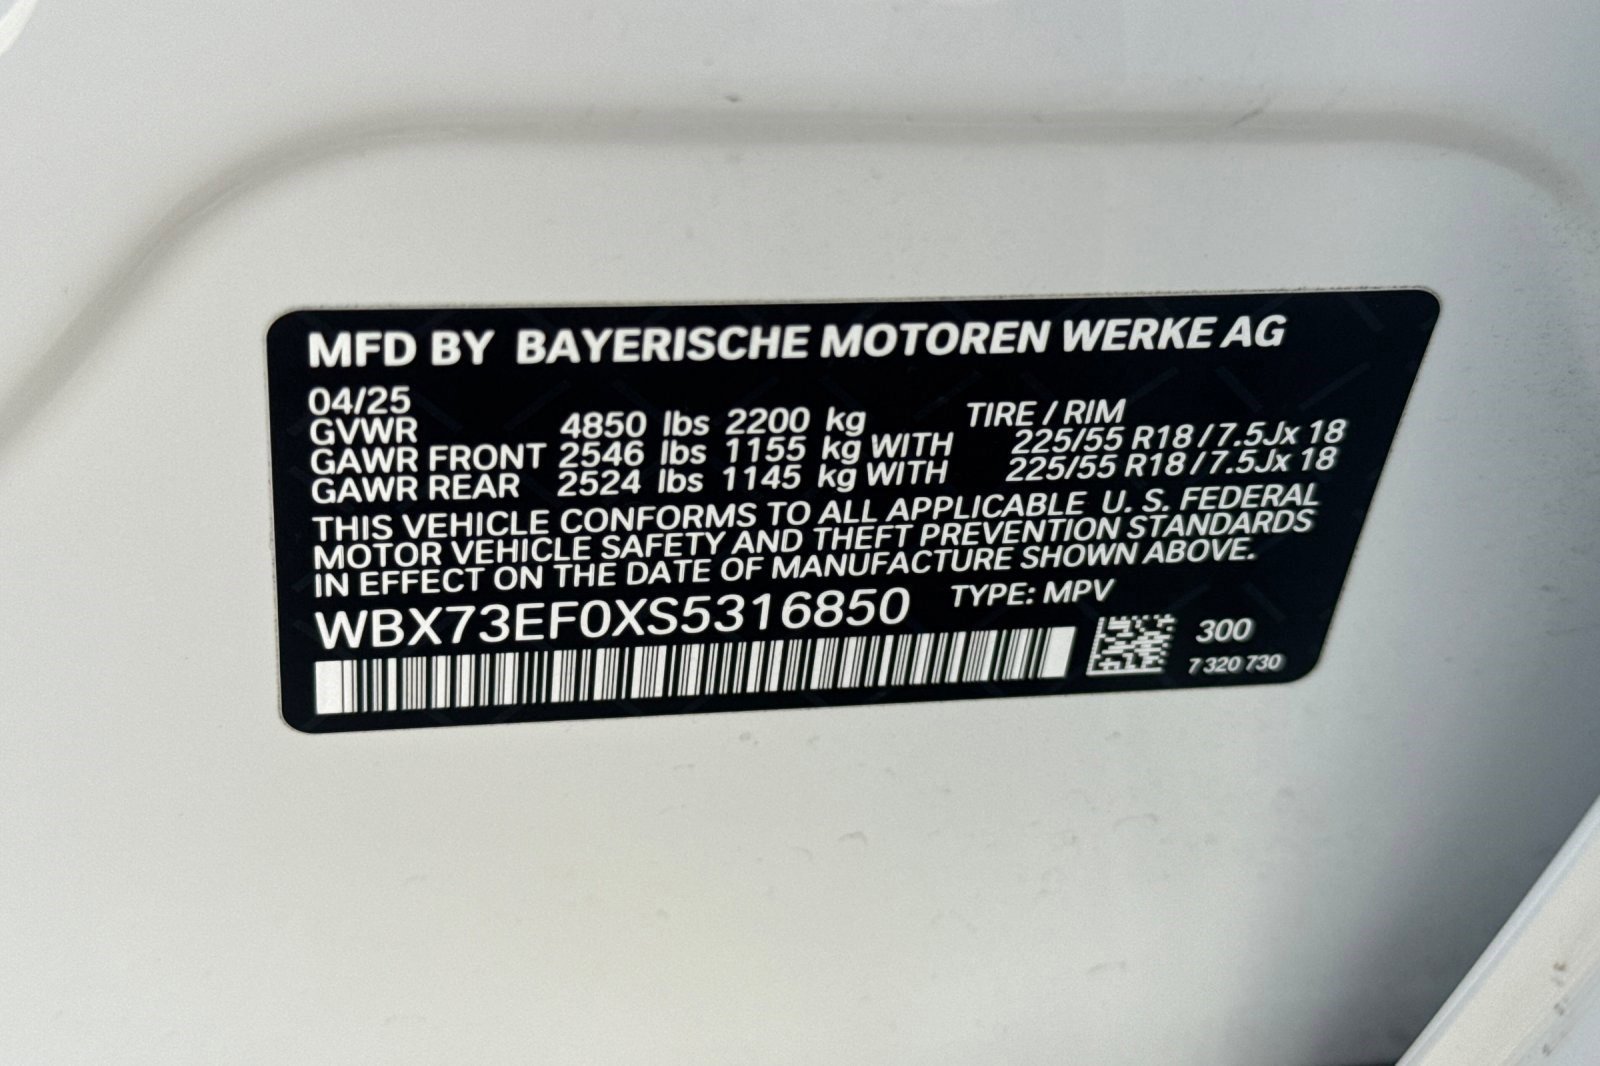 MFD BY BAYERISCHE MOTOREN WERKE AG
04/25
GVWR 4850 lbs 2200 kg TIRE / RIM
GAWR FRONT 2546 lbs 1155 kg WITH 225/55 R18 / 7.5Jx 18
GAWR REAR 2524 lbs 1145 kg WITH 225/55 R18 / 7.5Jx 18
THIS VEHICLE CONFORMS TO ALL APPLICABLE U. S. FEDERAL
MOTOR VEHICLE SAFETY AND THEFT PREVENTION STANDARDS
IN EFFECT ON THE DATE OF MANUFACTURE SHOWN ABOVE.
WBX73EF0XS5316850 TYPE: MPV
300
7 320 730